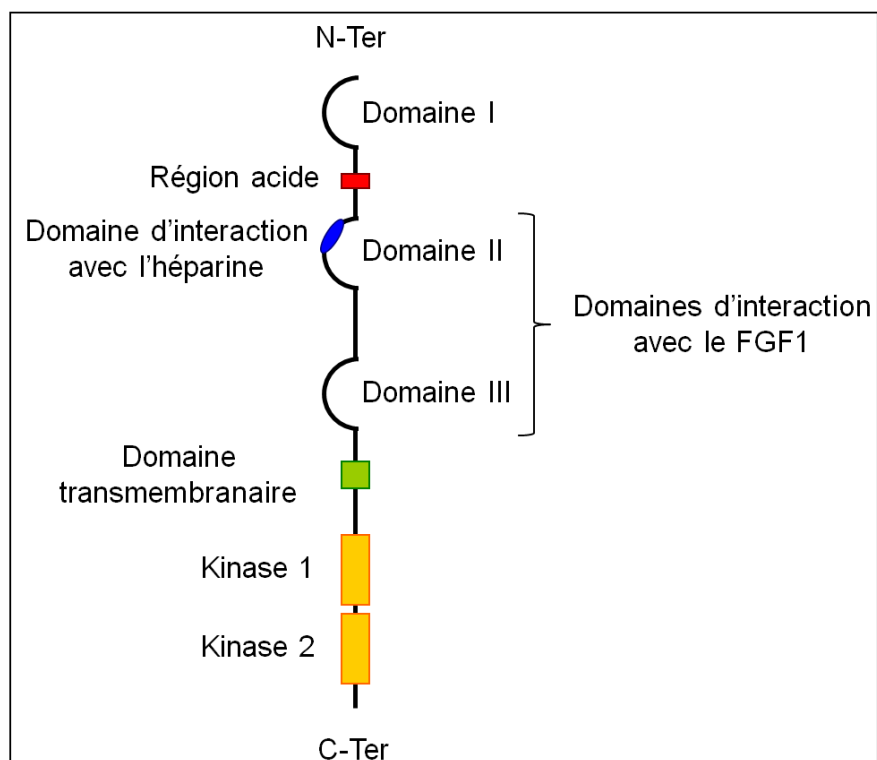 N-Ter
Domaine I
Région acide
Domaine d'interaction
avec l'héparine
Domaine II
Domaines d'interaction
avec le FGF1
Domaine III
Domaine
transmembranaire
Kinase 1
Kinase 2
C-Ter